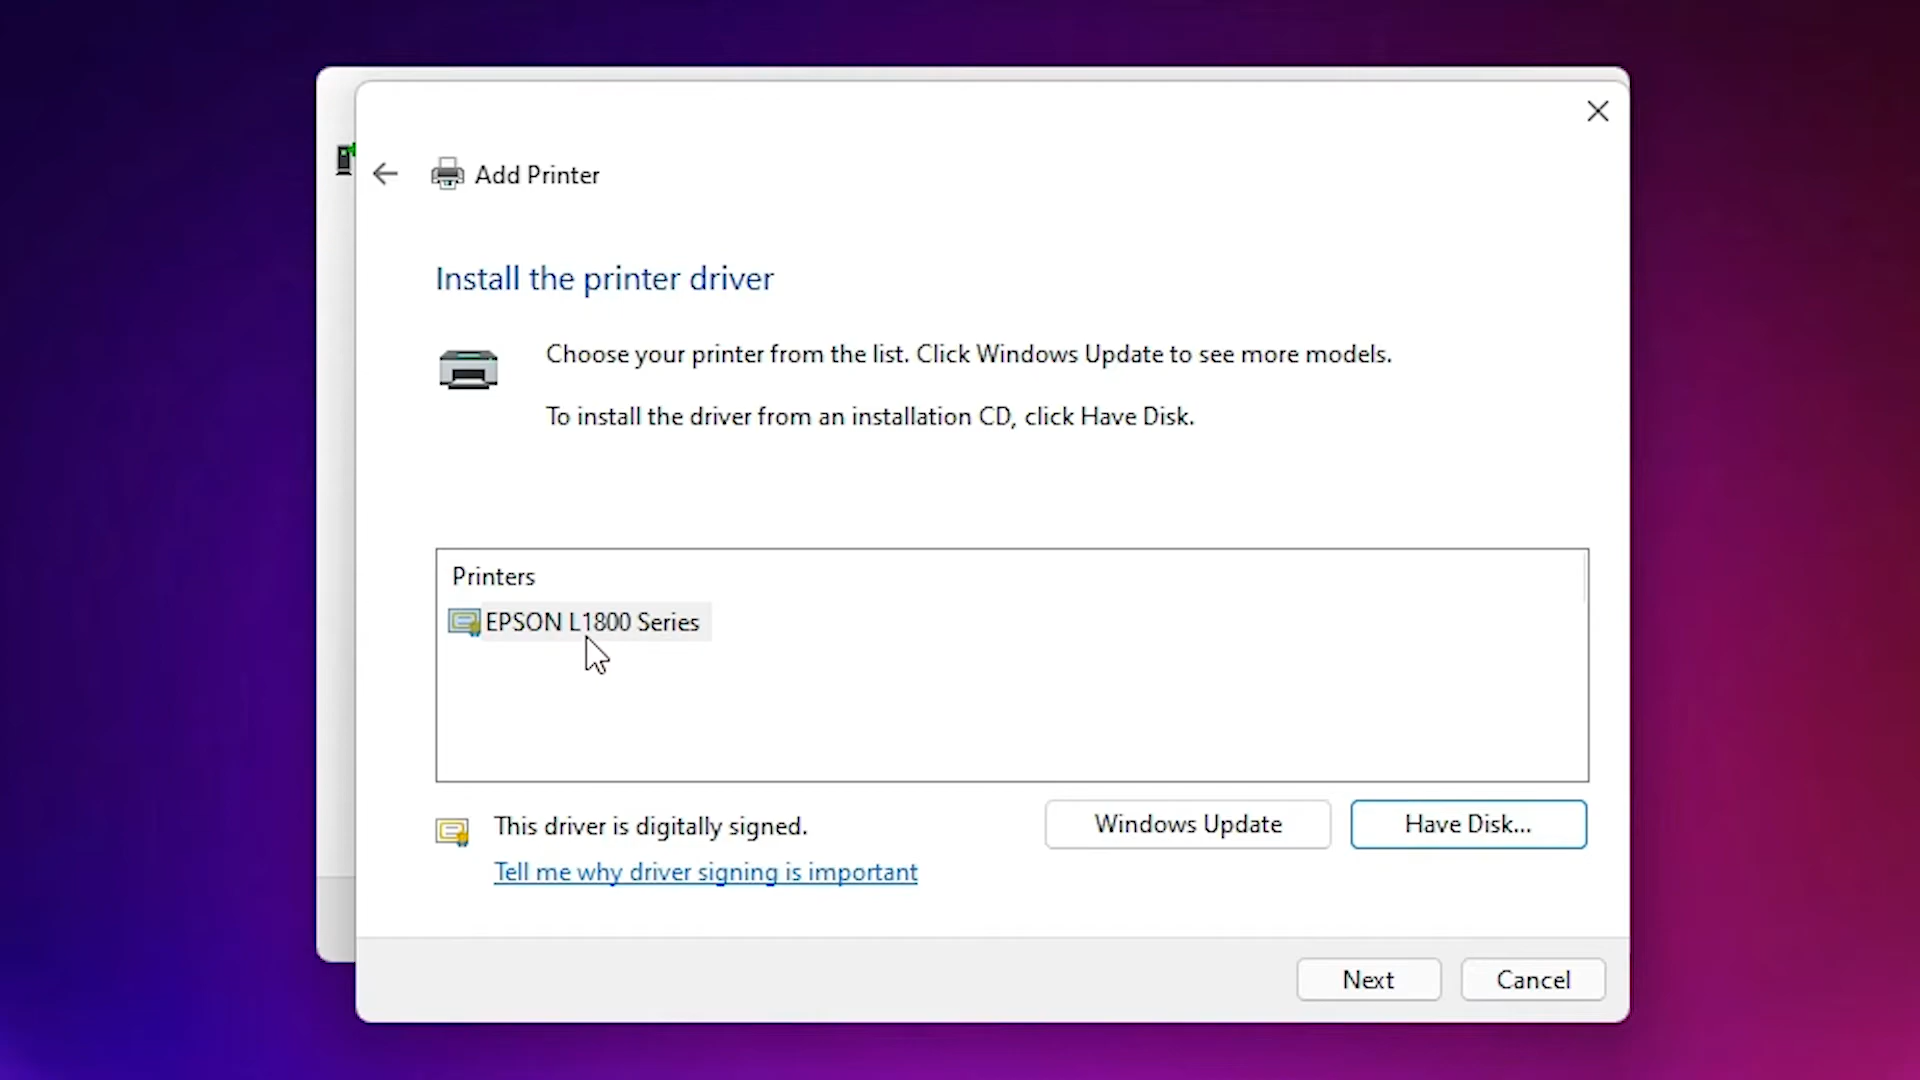 Add Printer
Install the printer driver
Choose your printer from the list. Click Windows Update to see more models.
To install the driver from an installation CD, click Have Disk.
Printers
EPSON L1800 Series
This driver is digitally signed.
Windows Update
Have Disk...
Tell me why driver signing is important
Next
Cancel